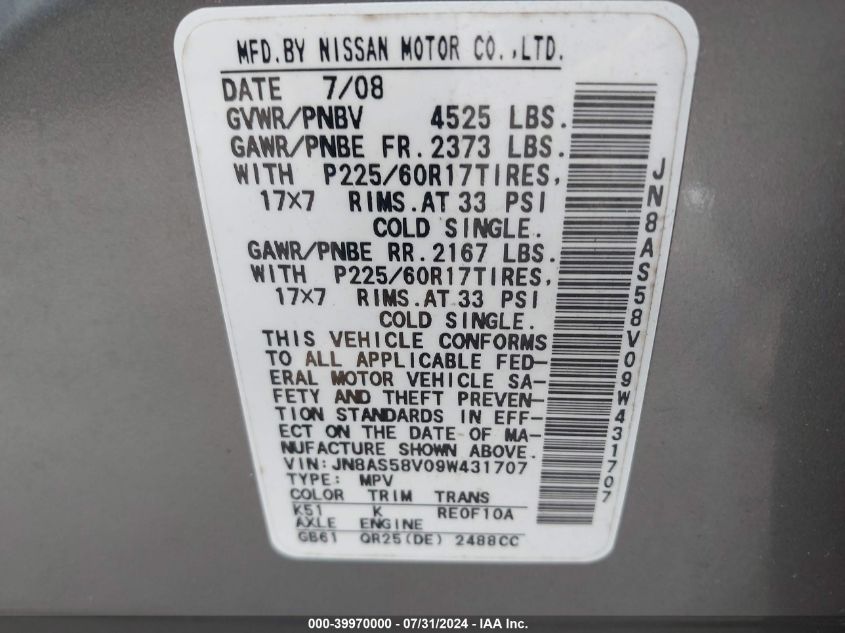 MFD.BY NISSAN MOTOR CO.,LTD.
DATE 7/08
GVWR/PNBV 4525 LBS.
GAWR/PNBE FR. 2373 LBS.
WITH P225/60R17TIRES,
17x7 RIMS.AT 33 PSI
COLD SINGLE.
GAWR/PNBE RR. 2167 LBS.
WITH P225/60R17TIRES,
17x7 RIMS.AT 33 PSI
COLD SINGLE.
THIS VEHICLE CONFORMS
TO ALL APPLICABLE FED-
ERAL MOTOR VEHICLE SA-
FETY AND THEFT PREVEN-
TION STANDARDS IN EFF-
ECT ON THE DATE OF MA-
NUFACTURE SHOWN ABOVE.
VIN: JN8AS58V09W431707
TYPE: MPV
COLOR TRIM TRANS
K51 K RE0F10A
AXLE ENGINE
GB61 QR25(DE) 2488CC
JN8AS58V09W431707
000-39970000 - 07/31/2024 - IAA Inc.